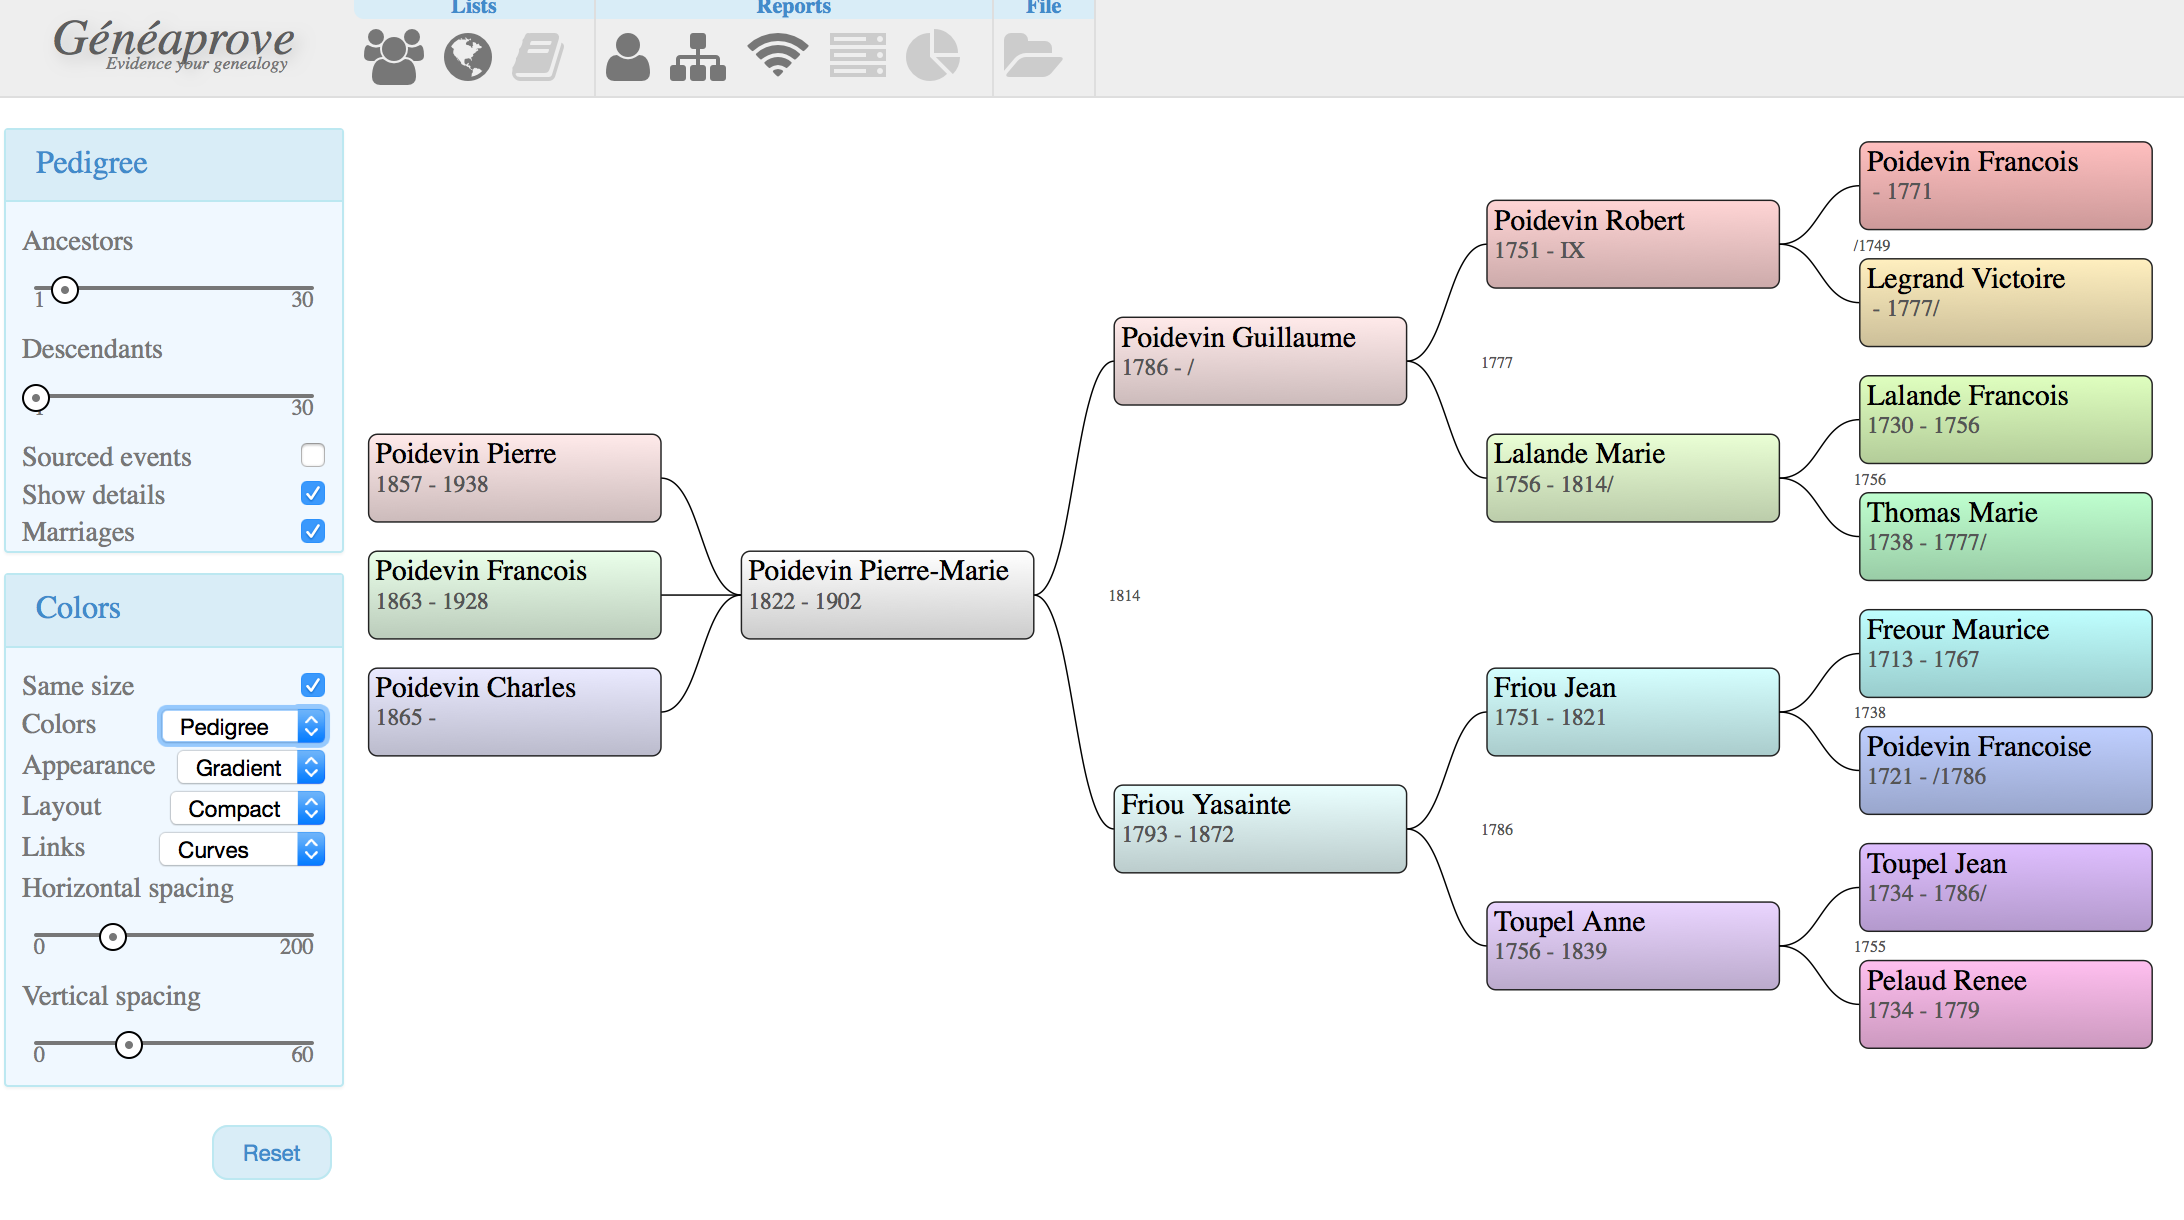 Lists
Reports
File
Généaprove
Evidence your genealogy
Pedigree
Ancestors
1
30
Descendants
30
Sourced events
Show details
Marriages
Colors
Same size
Colors
Pedigree
Appearance
Gradient
Layout
Compact
Links
Curves
Horizontal spacing
0
200
Vertical spacing
0
60
Reset
Poidevin Pierre
1857 - 1938
Poidevin Francois
1863 - 1928
Poidevin Charles
1865 -
Poidevin Pierre-Marie
1822 - 1902
Poidevin Guillaume
1786 - /
1814
Friou Yasainte
1793 - 1872
Poidevin Robert
1751 - IX
1777
Lalande Marie
1756 - 1814/
Friou Jean
1751 - 1821
1786
Toupel Anne
1756 - 1839
Poidevin Francois
- 1771
/1749
Legrand Victoire
- 1777/
Lalande Francois
1730 - 1756
1756
Thomas Marie
1738 - 1777/
Freour Maurice
1713 - 1767
1738
Poidevin Francoise
1721 - /1786
Toupel Jean
1734 - 1786/
1755
Pelaud Renee
1734 - 1779